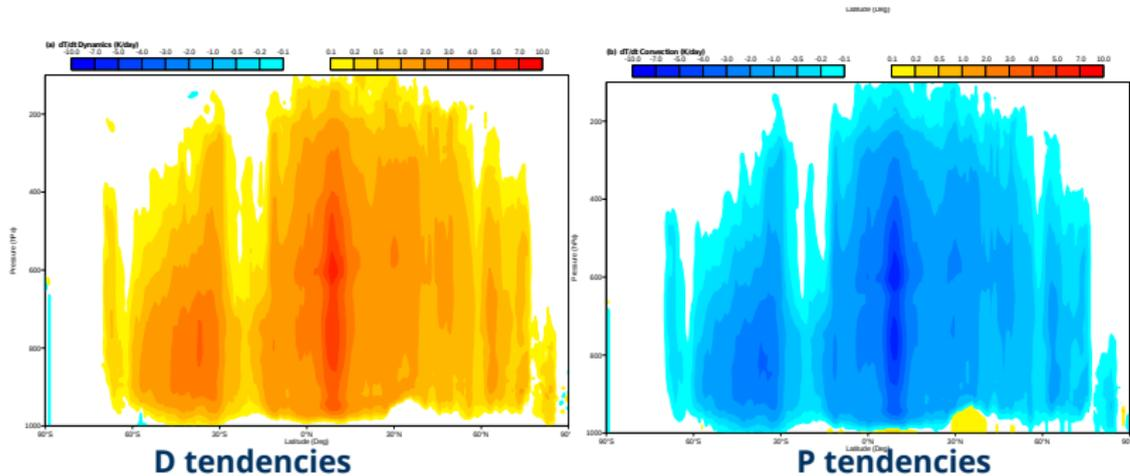 Latitude (Deg)
(a) dT/dt Dynamics (K/day)
-10.0 -7.0 -5.0 -4.0 -3.0 -2.0 -1.0 -0.5 -0.2 -0.1
0.1 0.2 0.5 1.0 2.0 3.0 4.0 5.0 7.0 10.0
200
400
600
800
1000
Pressure (hPa)
90°S 60°S 30°S 0°N 30°N 60°N 90°
Latitude (Deg)
D tendencies
(b) dT/dt Convection (K/day)
-10.0 -7.0 -5.0 -4.0 -3.0 -2.0 -1.0 -0.5 -0.2 -0.1
0.1 0.2 0.5 1.0 2.0 3.0 4.0 5.0 7.0 10.0
200
400
600
800
1000
Pressure (hPa)
90°S 60°S 30°S 0°N 30°N 60°N 90°
Latitude (Deg)
P tendencies